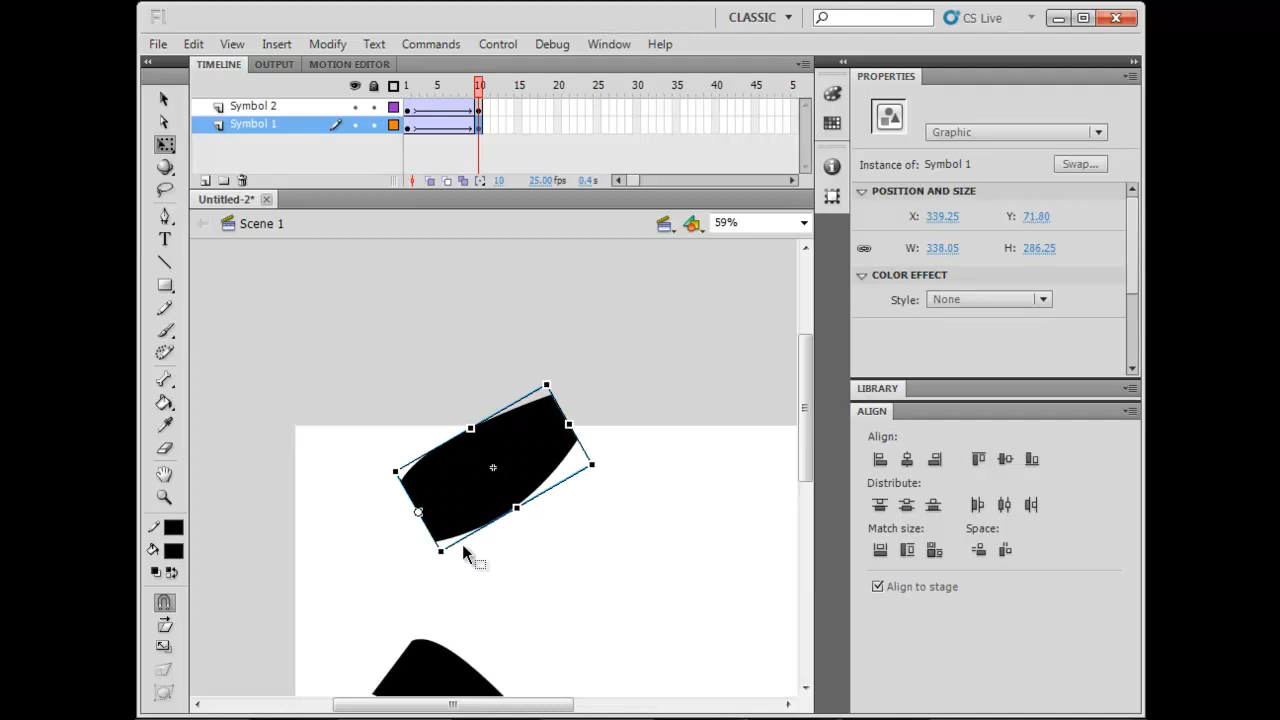 Fl
CLASSIC
CS Live
File Edit View Insert Modify Text Commands Control Debug Window Help
TIMELINE OUTPUT MOTION EDITOR
PROPERTIES
1 5 10 15 20 25 30 35 40 45 5
Symbol 2
Symbol 1
Graphic
Instance of: Symbol 1 Swap...
10 25.00 fps 0.4 s
POSITION AND SIZE
Untitled-2*
X: 339.25 Y: 71.80
Scene 1 59%
W: 338.05 H: 286.25
COLOR EFFECT
Style: None
LIBRARY
ALIGN
Align:
Distribute:
Match size: Space:
Align to stage